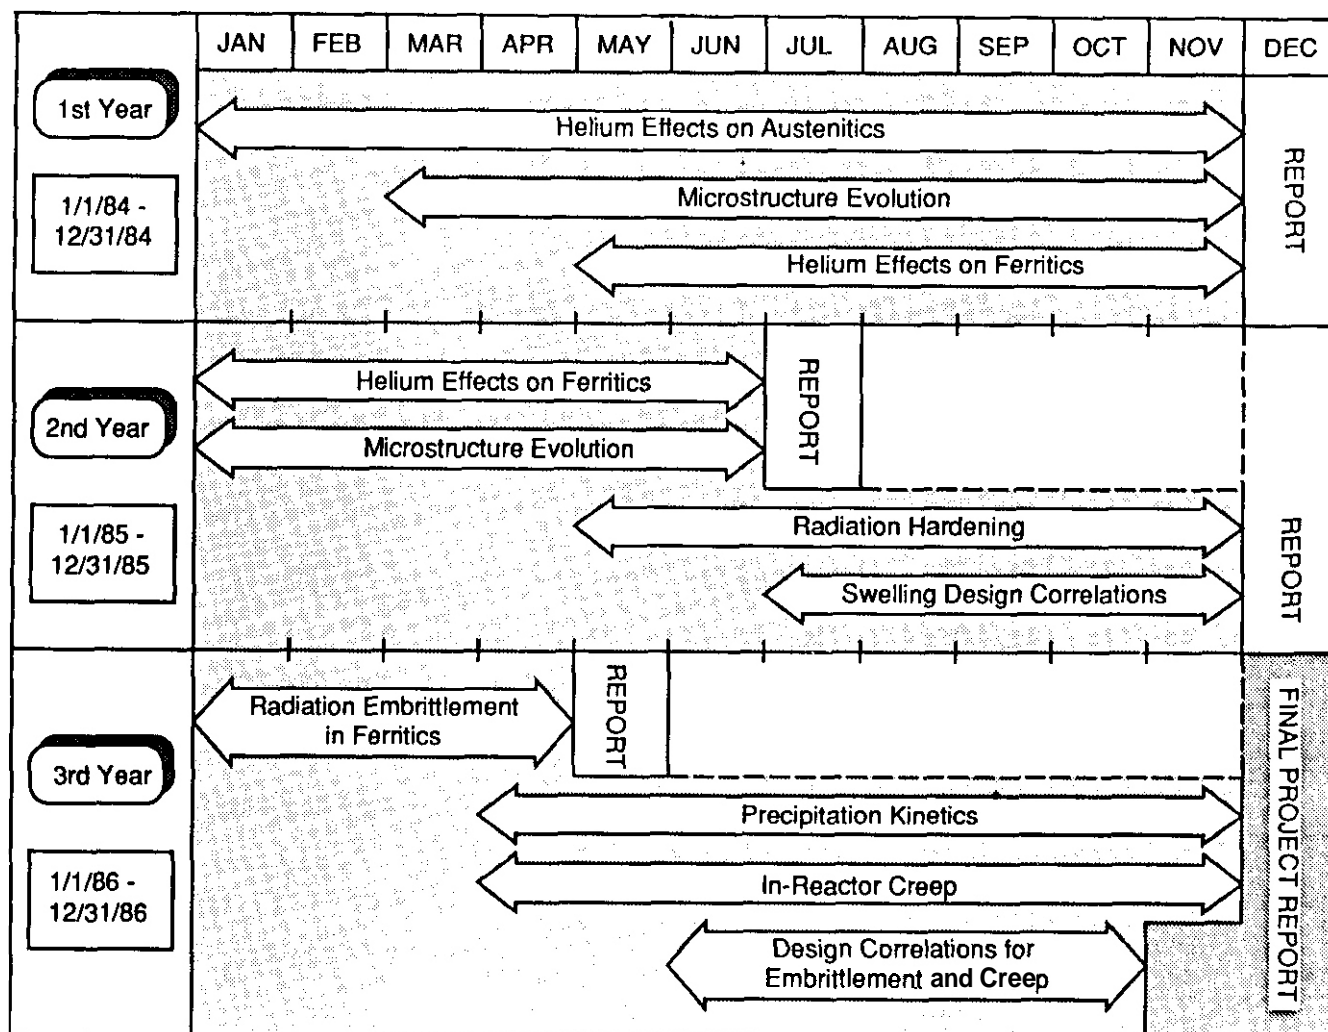 JAN FEB MAR APR MAY JUN JUL AUG SEP OCT NOV DEC
1st Year
1/1/84 -
12/31/84
Helium Effects on Austenitics
Microstructure Evolution
Helium Effects on Ferritics
REPORT
2nd Year
1/1/85 -
12/31/85
Helium Effects on Ferritics
Microstructure Evolution
REPORT
Radiation Hardening
Swelling Design Correlations
REPORT
3rd Year
1/1/86 -
12/31/86
Radiation Embrittlement
in Ferritics
REPORT
Precipitation Kinetics
In-Reactor Creep
Design Correlations for
Embrittlement and Creep
FINAL PROJECT REPORT